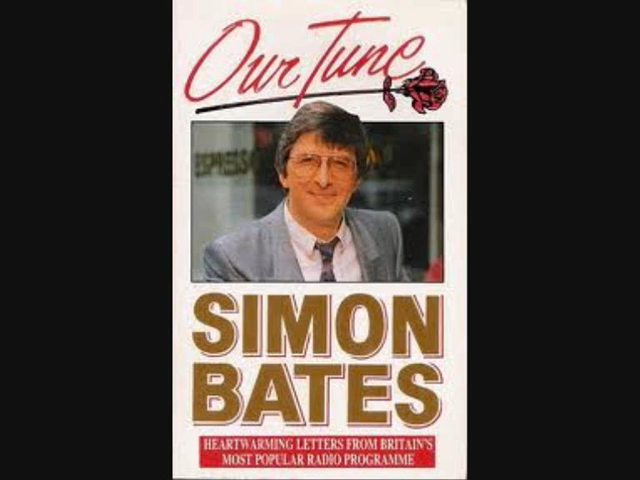 Our Tune
ESPRESSO
SIMON
BATES
HEARTWARMING LETTERS FROM BRITAIN'S
MOST POPULAR RADIO PROGRAMME